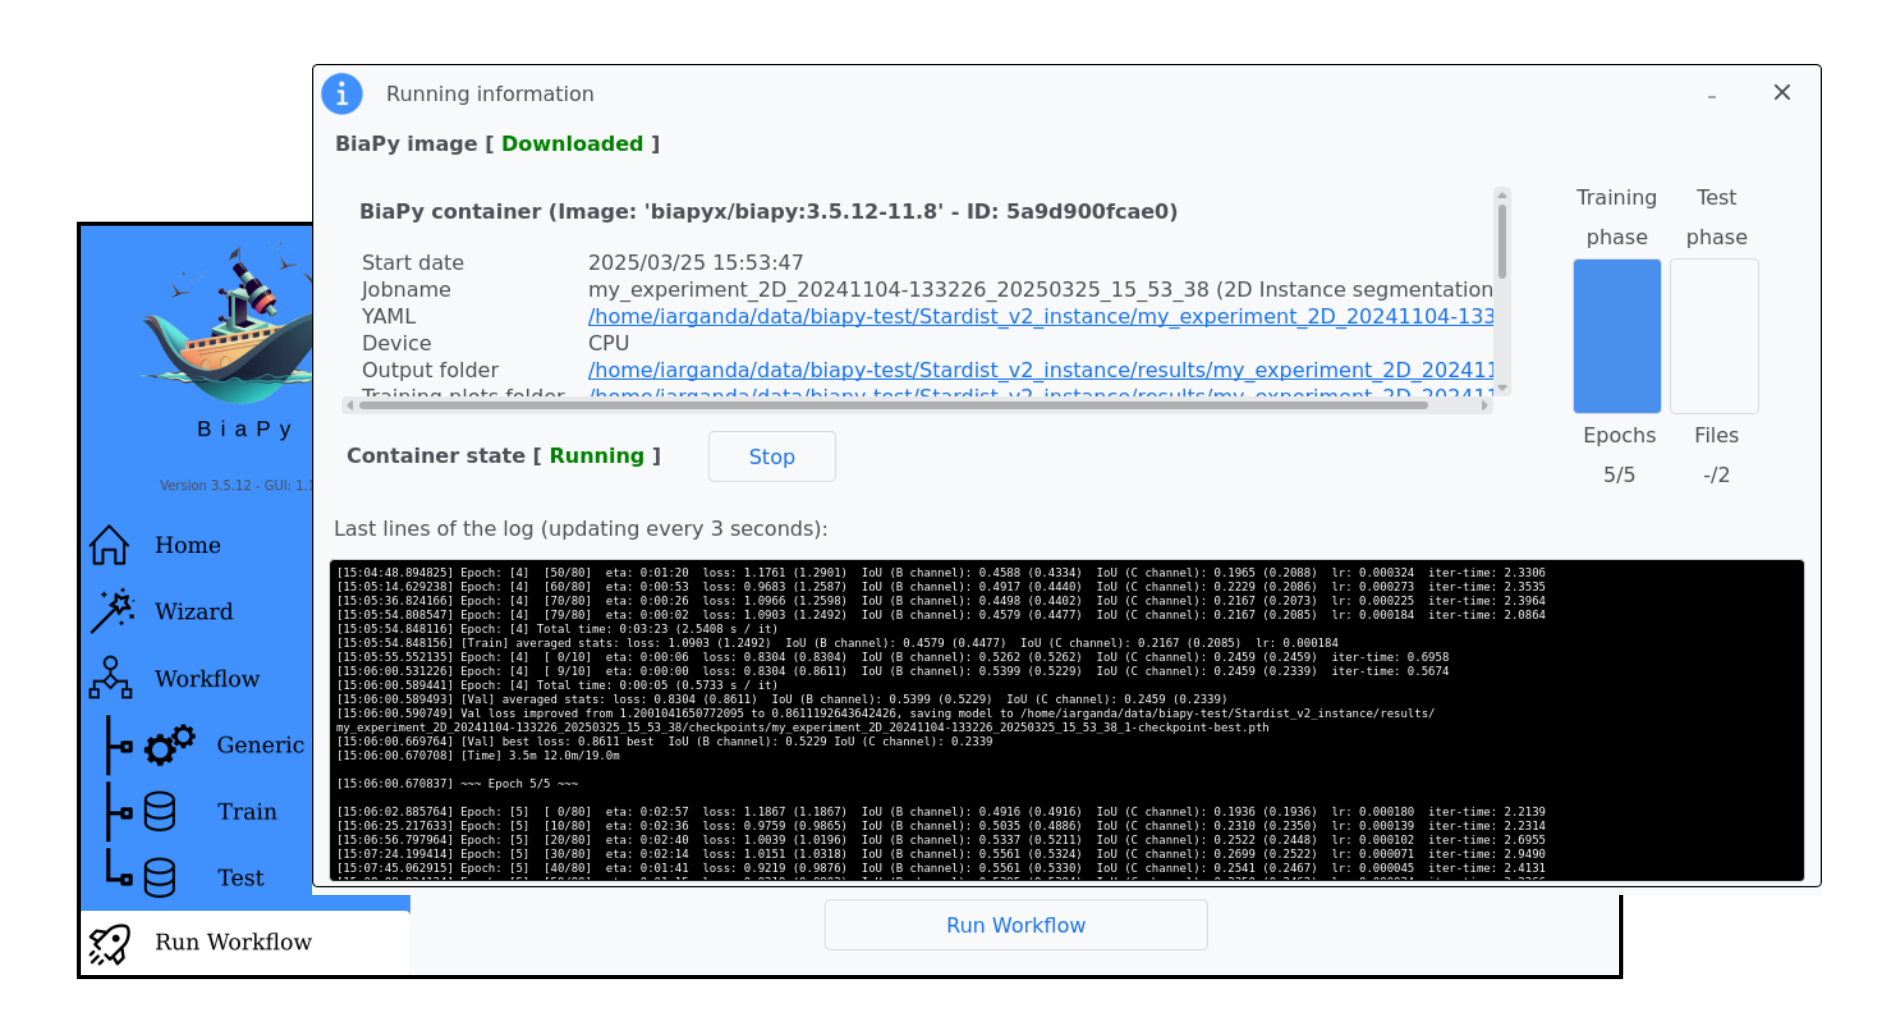 Running information
-
×
BiaPy image [ Downloaded ]
BiaPy container (Image: 'biapyx/biapy:3.5.12-11.8' - ID: 5a9d900fcae0)
Start date 2025/03/25 15:53:47
Jobname my_experiment_2D_20241104-133226_20250325_15_53_38 (2D Instance segmentation
YAML /home/iarganda/data/biapy-test/Stardist_v2_instance/my_experiment_2D_20241104-133
Device CPU
Output folder /home/iarganda/data/biapy-test/Stardist_v2_instance/results/my_experiment_2D_202411
Training plots folder /home/iarganda/data/biapy-test/Stardist_v2_instance/results/my_experiment_2D_202411
Training phase
Test phase
Epochs
5/5
Files
-/2
Container state [ Running ]
Stop
Last lines of the log (updating every 3 seconds):
[15:04:48.894825] Epoch: [4] [50/80] eta: 0:01:20 loss: 1.1761 (1.2901) IoU (B channel): 0.4588 (0.4334) IoU (C channel): 0.1965 (0.2088) lr: 0.000324 iter-time: 2.3306
[15:05:14.629238] Epoch: [4] [60/80] eta: 0:00:53 loss: 0.9683 (1.2587) IoU (B channel): 0.4917 (0.4440) IoU (C channel): 0.2229 (0.2086) lr: 0.000273 iter-time: 2.3535
[15:05:36.824166] Epoch: [4] [70/80] eta: 0:00:26 loss: 1.0966 (1.2598) IoU (B channel): 0.4498 (0.4402) IoU (C channel): 0.2167 (0.2073) lr: 0.000225 iter-time: 2.3964
[15:05:54.808547] Epoch: [4] [79/80] eta: 0:00:02 loss: 1.0903 (1.2492) IoU (B channel): 0.4579 (0.4477) IoU (C channel): 0.2167 (0.2085) lr: 0.000184 iter-time: 2.0864
[15:05:54.848116] Epoch: [4] Total time: 0:03:23 (2.5408 s / it)
[15:05:54.848156] [Train] averaged stats: loss: 1.0903 (1.2492) IoU (B channel): 0.4579 (0.4477) IoU (C channel): 0.2167 (0.2085) lr: 0.000184
[15:05:55.552135] Epoch: [4] [ 0/10] eta: 0:00:06 loss: 0.8304 (0.8304) IoU (B channel): 0.5262 (0.5262) IoU (C channel): 0.2459 (0.2459) iter-time: 0.6958
[15:06:00.531226] Epoch: [4] [ 9/10] eta: 0:00:00 loss: 0.8304 (0.8611) IoU (B channel): 0.5399 (0.5229) IoU (C channel): 0.2459 (0.2339) iter-time: 0.5674
[15:06:00.589441] Epoch: [4] Total time: 0:00:05 (0.5733 s / it)
[15:06:00.589493] [Val] averaged stats: loss: 0.8304 (0.8611) IoU (B channel): 0.5399 (0.5229) IoU (C channel): 0.2459 (0.2339)
[15:06:00.590749] Val loss improved from 1.2001041650772095 to 0.8611192643642426, saving model to /home/iarganda/data/biapy-test/Stardist_v2_instance/results/
my_experiment_2D_20241104-133226_20250325_15_53_38/checkpoints/my_experiment_2D_20241104-133226_20250325_15_53_38_1-checkpoint-best.pth
[15:06:00.669764] [Val] best loss: 0.8611 best IoU (B channel): 0.5229 IoU (C channel): 0.2339
[15:06:00.670708] [Time] 3.5m 12.0m/19.0m
[15:06:00.670837] ~~~ Epoch 5/5 ~~~
[15:06:02.885764] Epoch: [5] [ 0/80] eta: 0:02:57 loss: 1.1867 (1.1867) IoU (B channel): 0.4916 (0.4916) IoU (C channel): 0.1936 (0.1936) lr: 0.000180 iter-time: 2.2139
[15:06:25.217633] Epoch: [5] [10/80] eta: 0:02:36 loss: 0.9759 (0.9865) IoU (B channel): 0.5035 (0.4886) IoU (C channel): 0.2310 (0.2350) lr: 0.000139 iter-time: 2.2314
[15:06:56.797964] Epoch: [5] [20/80] eta: 0:02:40 loss: 1.0039 (1.0196) IoU (B channel): 0.5337 (0.5211) IoU (C channel): 0.2522 (0.2448) lr: 0.000102 iter-time: 2.6955
[15:07:24.199414] Epoch: [5] [30/80] eta: 0:02:14 loss: 1.0151 (1.0318) IoU (B channel): 0.5561 (0.5324) IoU (C channel): 0.2699 (0.2522) lr: 0.000071 iter-time: 2.9490
[15:07:45.062915] Epoch: [5] [40/80] eta: 0:01:41 loss: 0.9219 (0.9876) IoU (B channel): 0.5561 (0.5330) IoU (C channel): 0.2541 (0.2467) lr: 0.000045 iter-time: 2.4131
BiaPy
Version 3.5.12 - GUI: 1.
Home
Wizard
Workflow
Generic
Train
Test
Run Workflow
Run Workflow